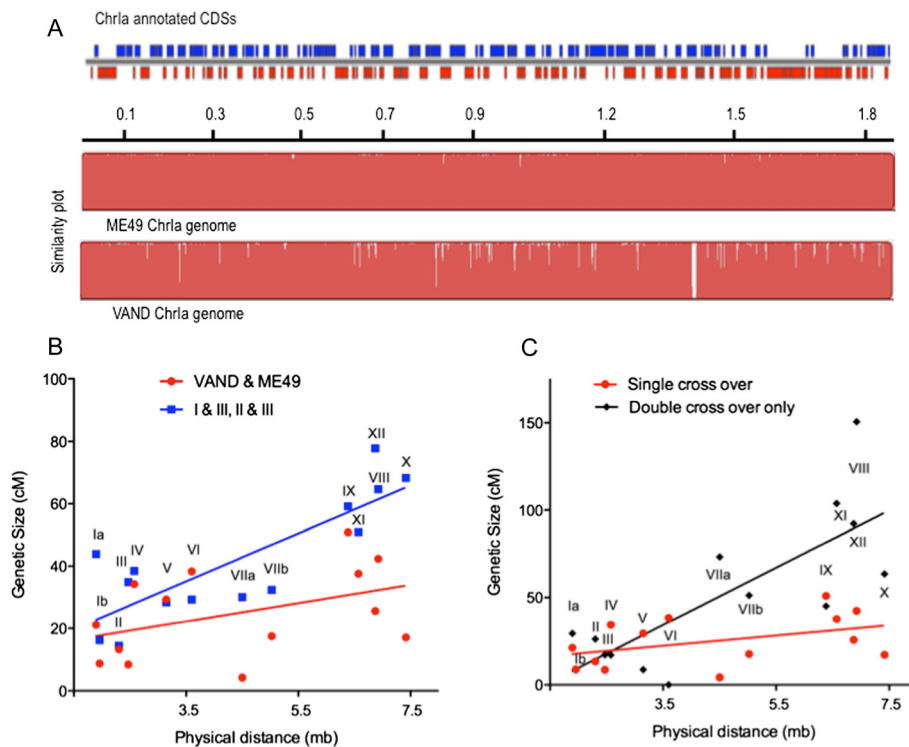 A
ChrIa annotated CDSs
0.1 0.3 0.5 0.7 0.9 1.2 1.5 1.8
Similarity plot
ME49 ChrIa genome
VAND ChrIa genome
B
VAND & ME49
I & III, II & III
100
80
60
40
20
0
Genetic Size (cM)
Ia
Ib
II
III
IV
V
VI
VIIa
VIIb
IX
XI
XII
VIII
X
3.5 5.5 7.5
Physical distance (mb)
C
Single cross over
Double cross over only
150
100
50
0
Genetic Size (cM)
Ia
Ib
II
III
IV
V
VI
VIIa
VIIb
IX
XI
XII
VIII
X
3.5 5.5 7.5
Physical distance (mb)